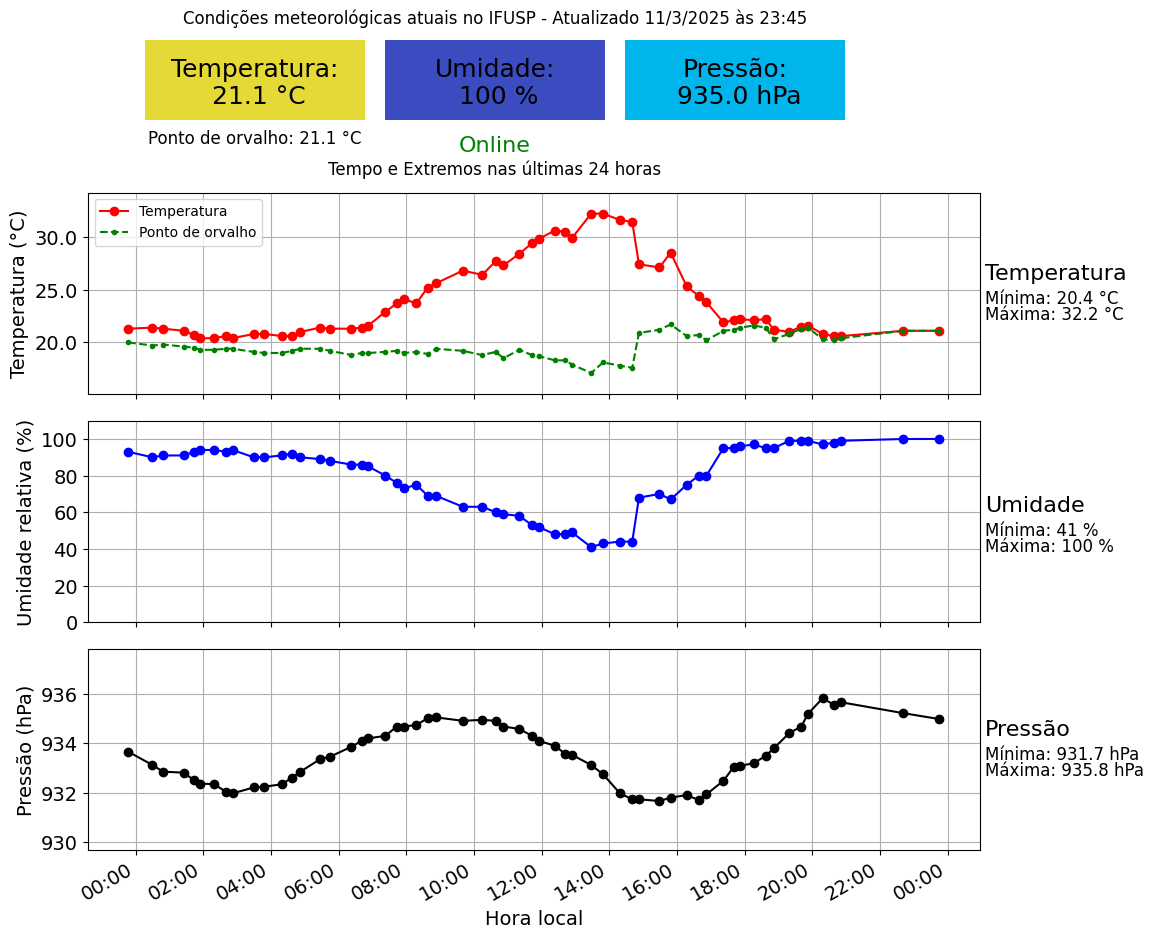 Condições meteorológicas atuais no IFUSP - Atualizado 11/3/2025 às 23:45
Temperatura:
21.1 °C
Umidade:
100 %
Pressão:
935.0 hPa
Ponto de orvalho: 21.1 °C
Online
Tempo e Extremos nas últimas 24 horas
Temperatura (°C)
30.0
25.0
20.0
Temperatura
Ponto de orvalho
Temperatura
Mínima: 20.4 °C
Máxima: 32.2 °C
Umidade relativa (%)
100
80
60
40
20
0
Umidade
Mínima: 41 %
Máxima: 100 %
Pressão (hPa)
936
934
932
930
Pressão
Mínima: 931.7 hPa
Máxima: 935.8 hPa
00:00 02:00 04:00 06:00 08:00 10:00 12:00 14:00 16:00 18:00 20:00 22:00 00:00
Hora local